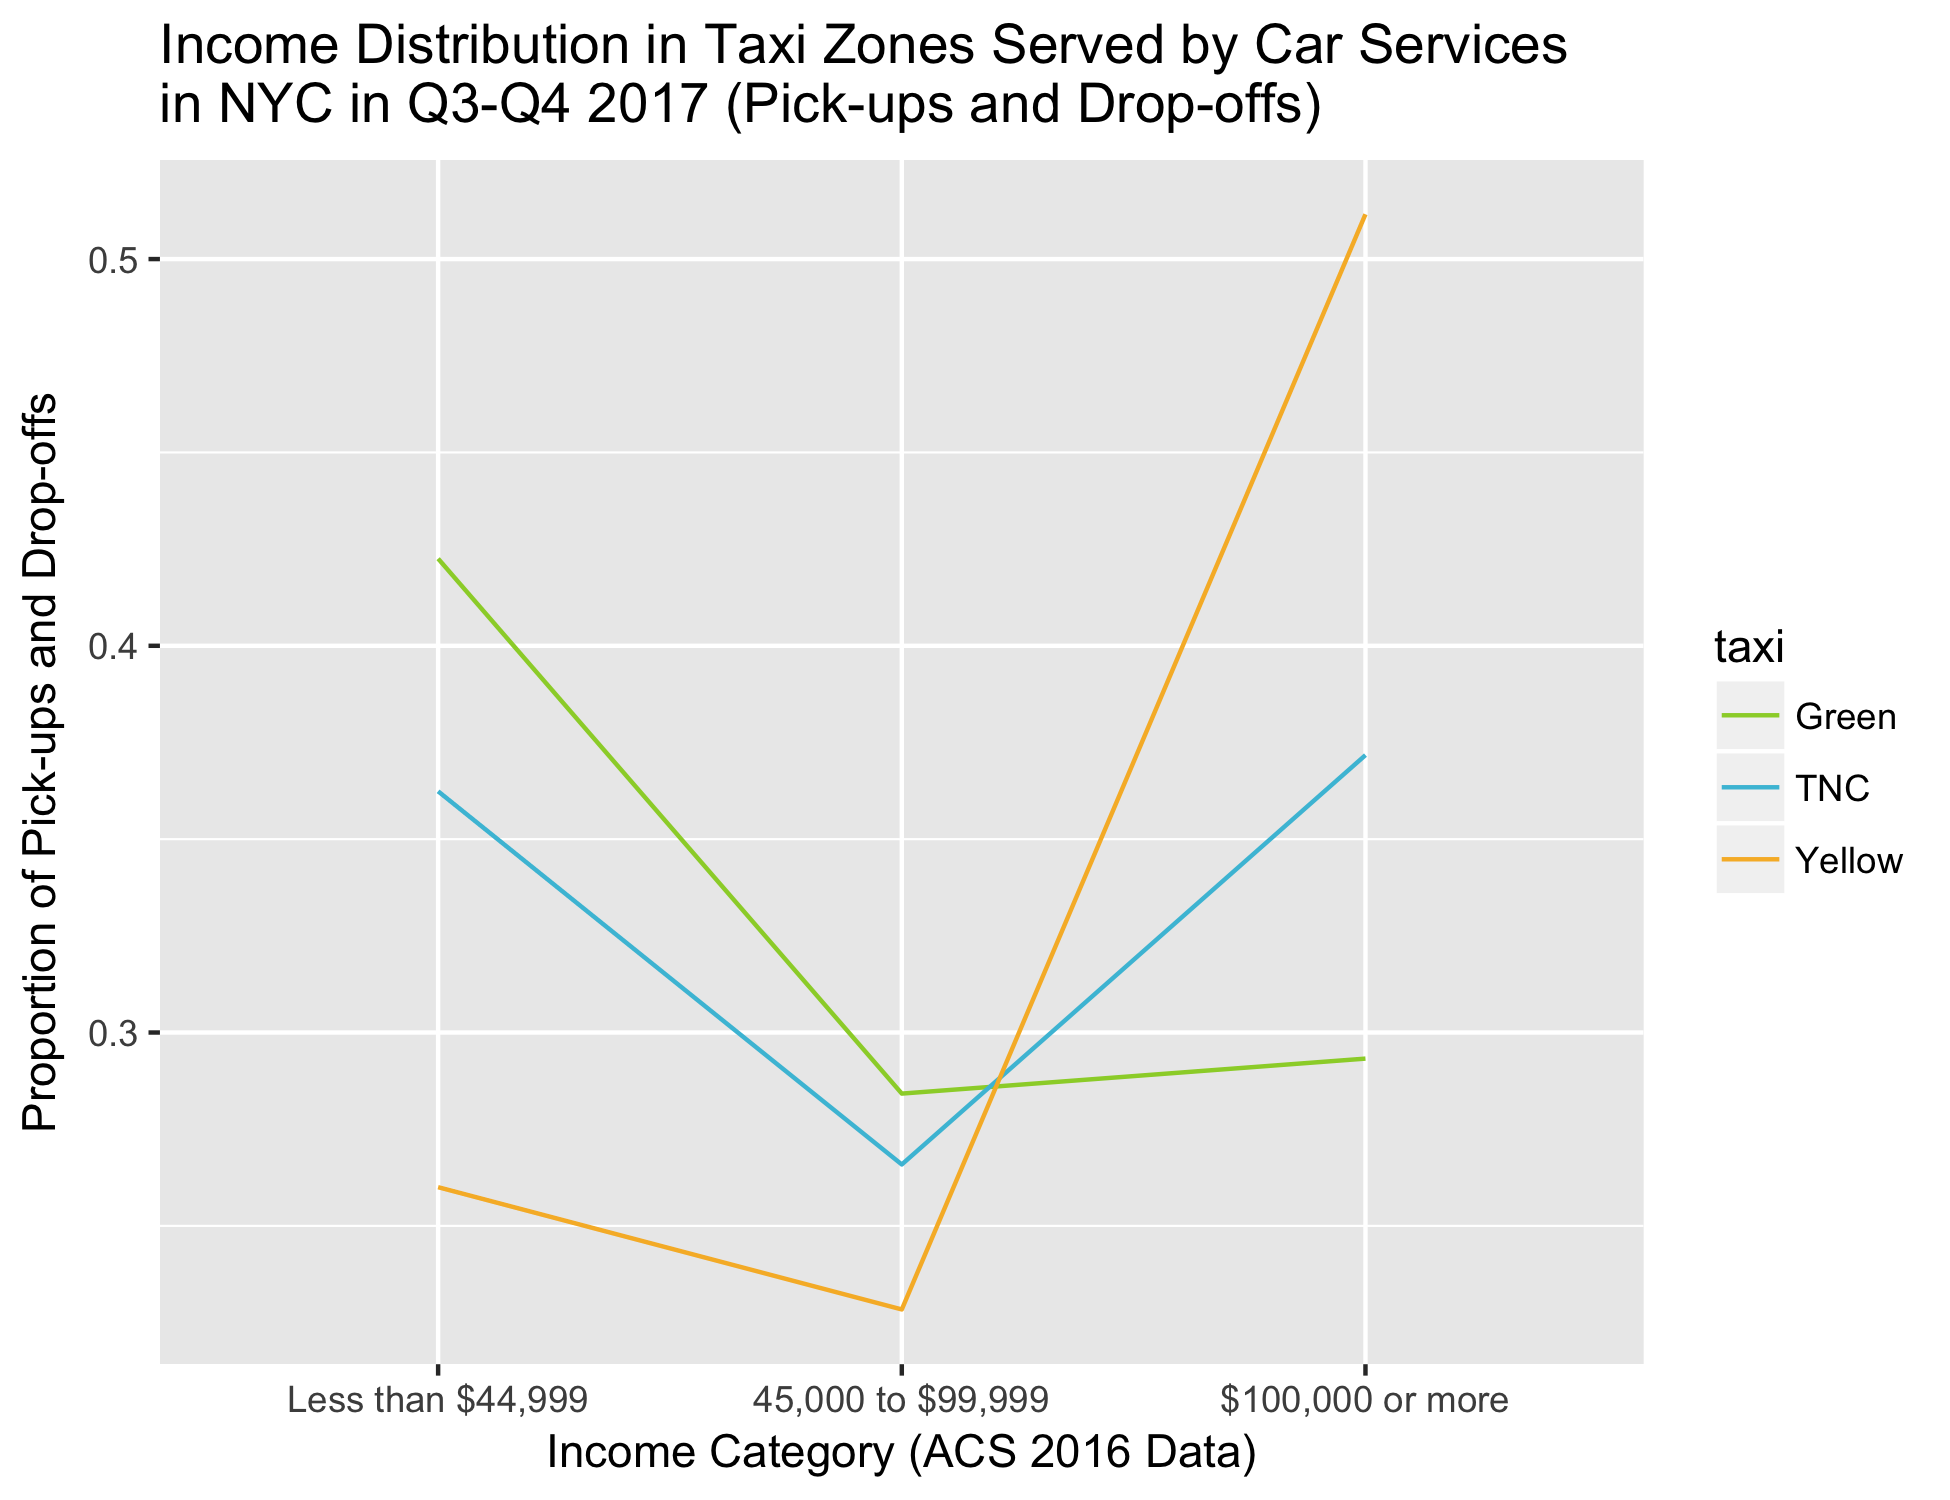 Income Distribution in Taxi Zones Served by Car Services
in NYC in Q3-Q4 2017 (Pick-ups and Drop-offs)
Proportion of Pick-ups and Drop-offs
0.5
0.4
0.3
Less than $44,999
45,000 to $99,999
$100,000 or more
Income Category (ACS 2016 Data)
taxi
Green
TNC
Yellow